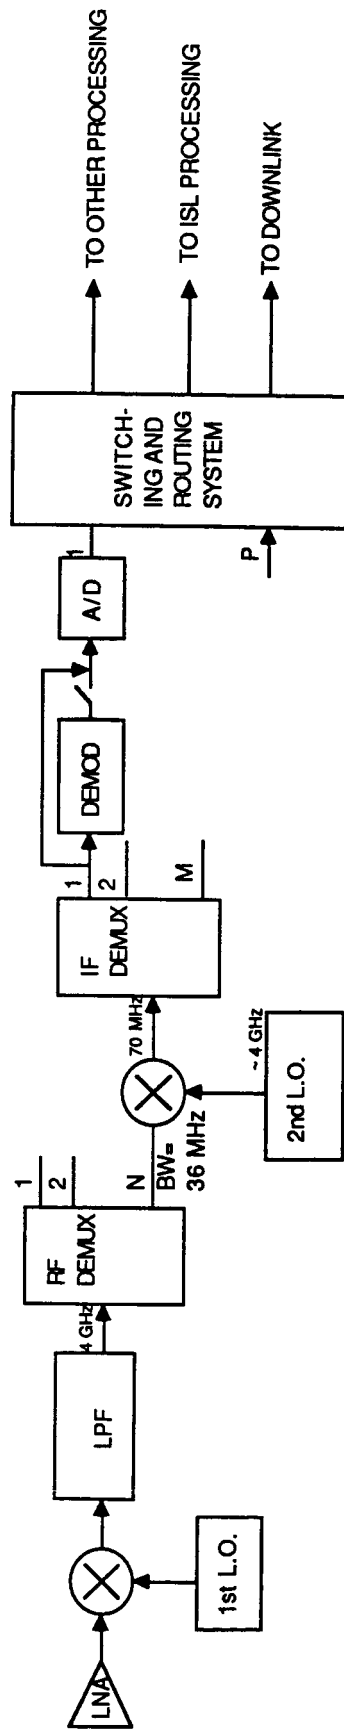 LNA
1st L.O.
LPF
4 GHz
RF
DEMUX
1
2
N
BW=
36 MHz
2nd L.O.
~ 4 GHz
70 MHz
IF
DEMUX
1
2
M
DEMOD
A/D
1
P
SWITCH-
ING AND
ROUTING
SYSTEM
TO OTHER PROCESSING
TO ISL PROCESSING
TO DOWNLINK